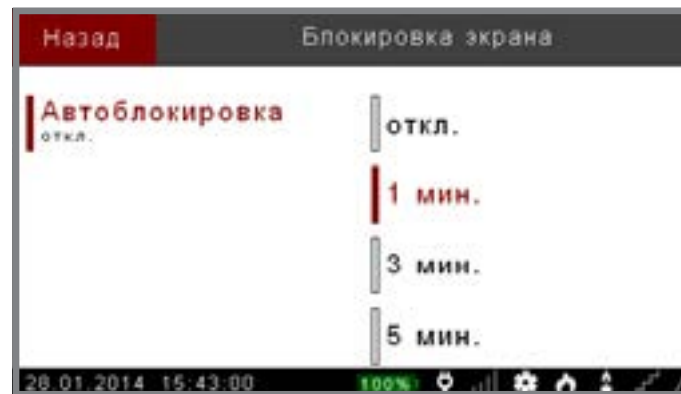 Назад
Блокировка экрана
Автоблокировка
откл.
откл.
1 мин.
3 мин.
5 мин.
28.01.2014 15:43:00
100%